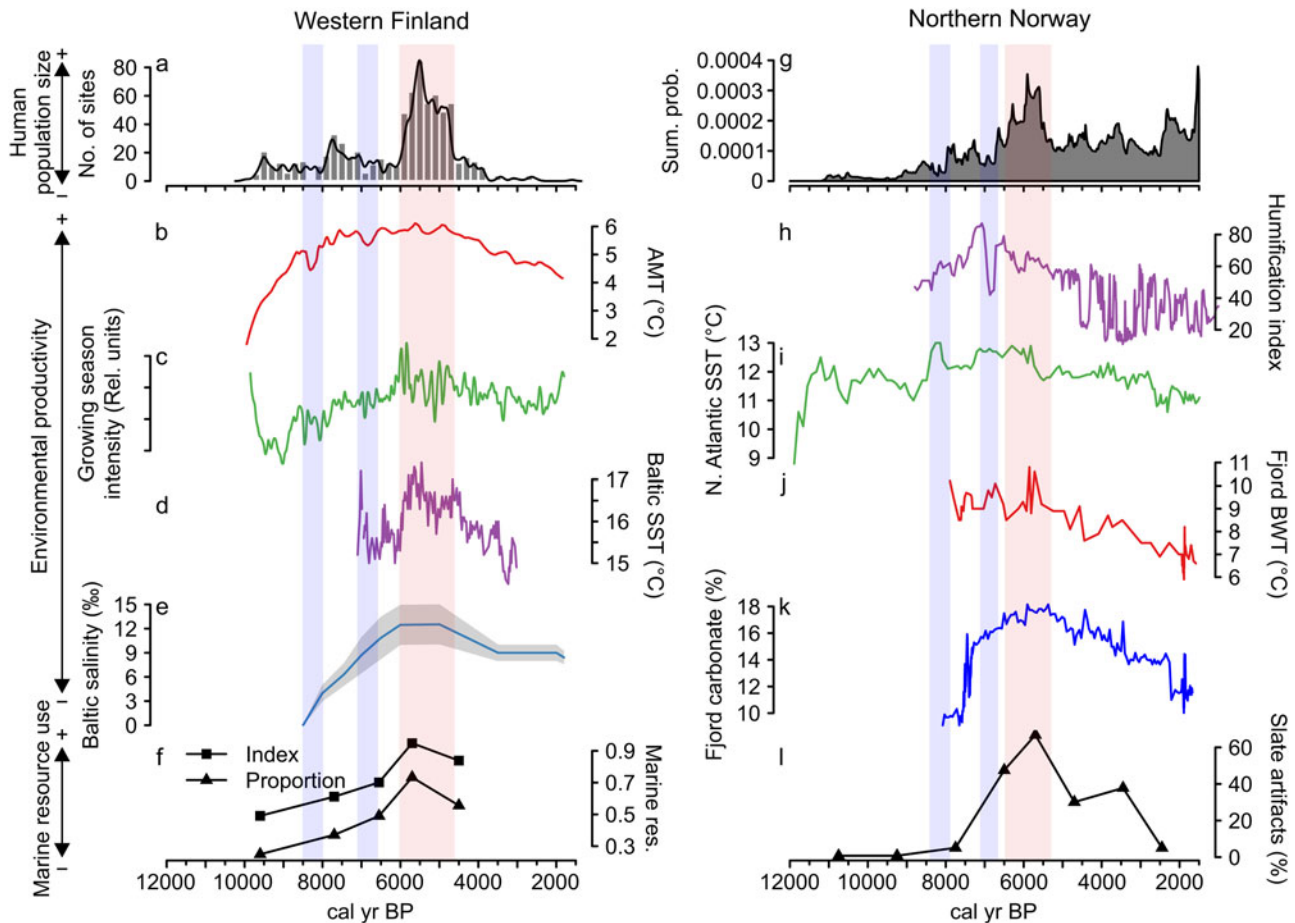 Western Finland
Northern Norway
Human
population size
+
−
No. of sites
a
80
60
40
20
0
g
Sum. prob.
0.0004
0.0003
0.0002
0.0001
0
Environmental productivity
+
−
b
6
5
4
3
2
AMT (°C)
h
80
60
40
20
Humification index
c
Growing season
intensity (Rel. units)
i
N. Atlantic SST (°C)
13
12
11
10
9
d
17
16
15
Baltic SST (°C)
j
11
10
9
8
7
6
Fjord BWT (°C)
e
Baltic salinity (‰)
15
12
9
6
3
0
k
Fjord carbonate (%)
18
16
14
12
10
Marine resource use
+
−
f
Index
Proportion
0.9
0.7
0.5
0.3
Marine res.
l
60
40
20
0
Slate artifacts (%)
12000 10000 8000 6000 4000 2000
cal yr BP
12000 10000 8000 6000 4000 2000
cal yr BP